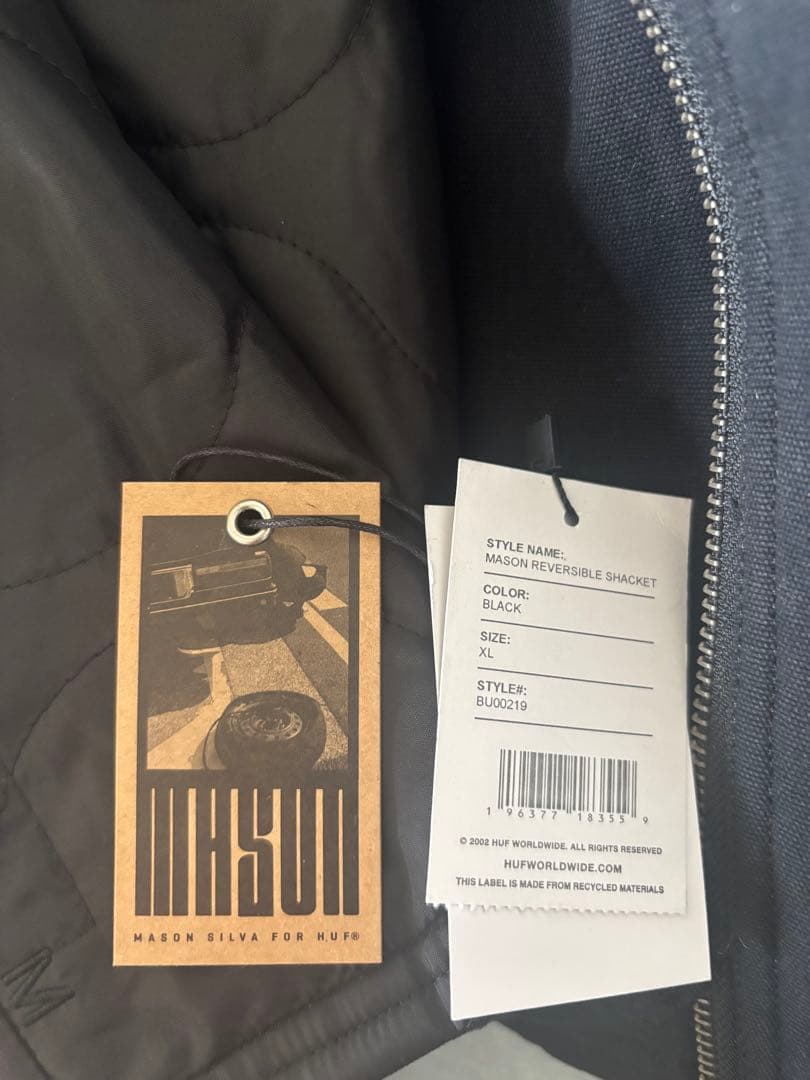 MASON
MASON SILVA FOR HUF®
STYLE NAME:
MASON REVERSIBLE SHACKET
COLOR:
BLACK
SIZE:
XL
STYLE#:
BU00219
1 96377 18355 9
© 2002 HUF WORLDWIDE. ALL RIGHTS RESERVED
HUFWORLDWIDE.COM
THIS LABEL IS MADE FROM RECYCLED MATERIALS
M